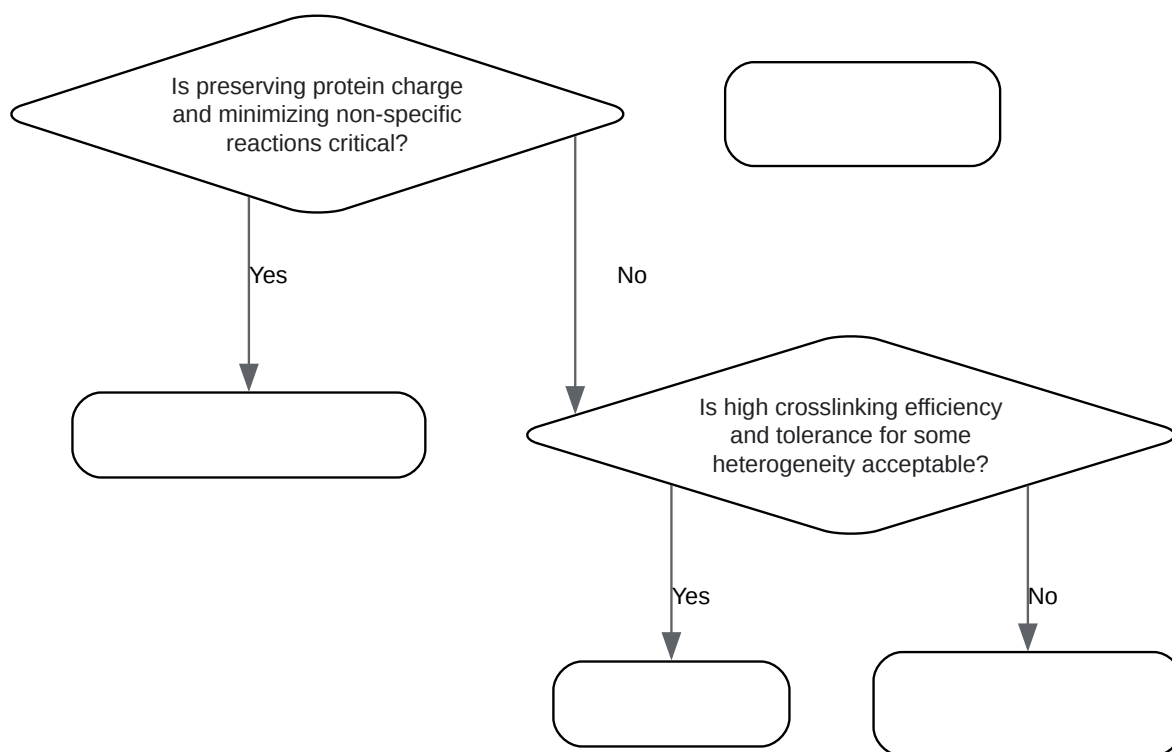 Is preserving protein charge
and minimizing non-specific
reactions critical?
Yes
No
Is high crosslinking efficiency
and tolerance for some
heterogeneity acceptable?
Yes
No